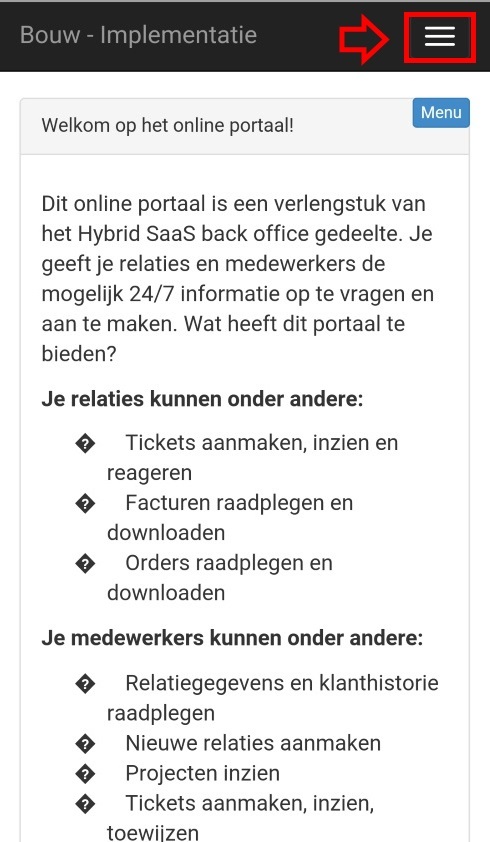 Bouw - Implementatie
Welkom op het online portaal!
Menu
Dit online portaal is een verlengstuk van
het Hybrid SaaS back office gedeelte. Je
geeft je relaties en medewerkers de
mogelijk 24/7 informatie op te vragen en
aan te maken. Wat heeft dit portaal te
bieden?
Je relaties kunnen onder andere:
� Tickets aanmaken, inzien en
reageren
� Facturen raadplegen en
downloaden
� Orders raadplegen en
downloaden
Je medewerkers kunnen onder andere:
� Relatiegegevens en klanthistorie
raadplegen
� Nieuwe relaties aanmaken
� Projecten inzien
� Tickets aanmaken, inzien,
toewijzen